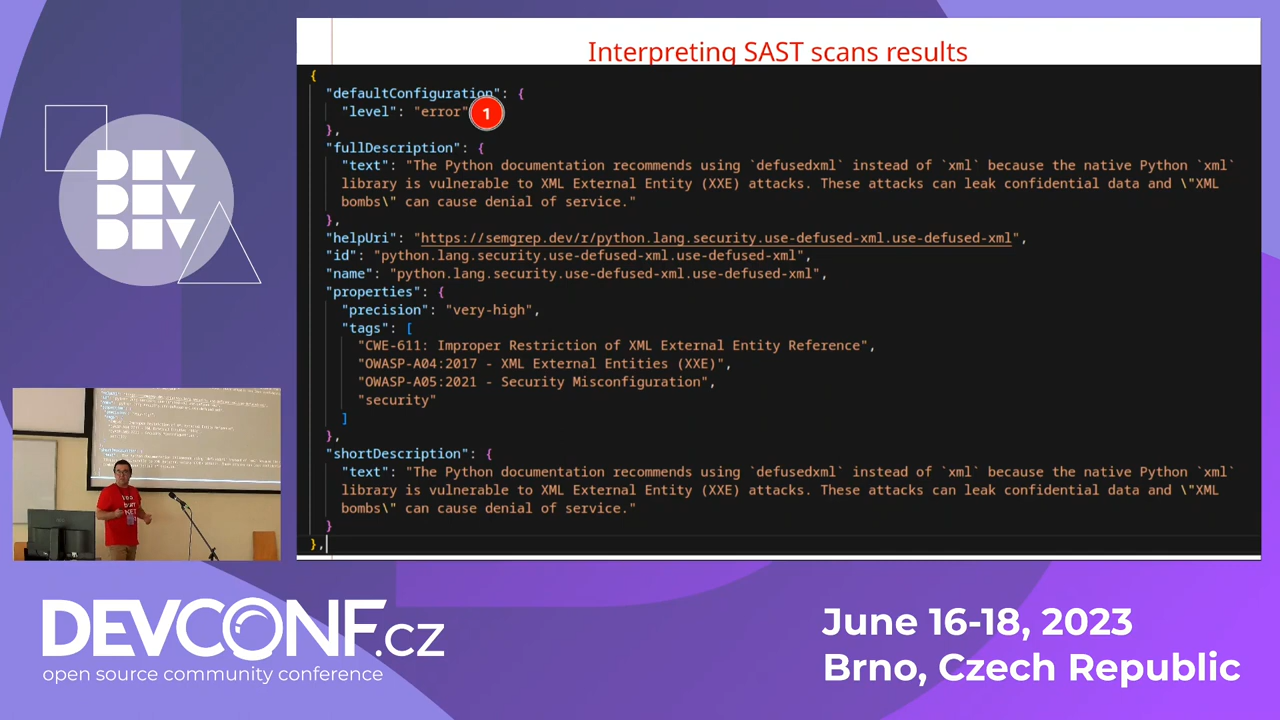 Interpreting SAST scans results
{
"defaultConfiguration": {
"level": "error"
1
},
"fullDescription": {
"text": "The Python documentation recommends using `defusedxml` instead of `xml` because the native Python `xml`
library is vulnerable to XML External Entity (XXE) attacks. These attacks can leak confidential data and \"XML
bombs\" can cause denial of service."
},
"helpUri": "https://semgrep.dev/r/python.lang.security.use-defused-xml.use-defused-xml",
"id": "python.lang.security.use-defused-xml.use-defused-xml",
"name": "python.lang.security.use-defused-xml.use-defused-xml",
"properties": {
"precision": "very-high",
"tags": [
"CWE-611: Improper Restriction of XML External Entity Reference",
"OWASP-A04:2017 - XML External Entities (XXE)",
"OWASP-A05:2021 - Security Misconfiguration",
"security"
]
},
"shortDescription": {
"text": "The Python documentation recommends using `defusedxml` instead of `xml` because the native Python `xml`
library is vulnerable to XML External Entity (XXE) attacks. These attacks can leak confidential data and \"XML
bombs\" can cause denial of service."
}
},
DEV
DEV
DEV
DEVCONF.cz
open source community conference
June 16-18, 2023
Brno, Czech Republic